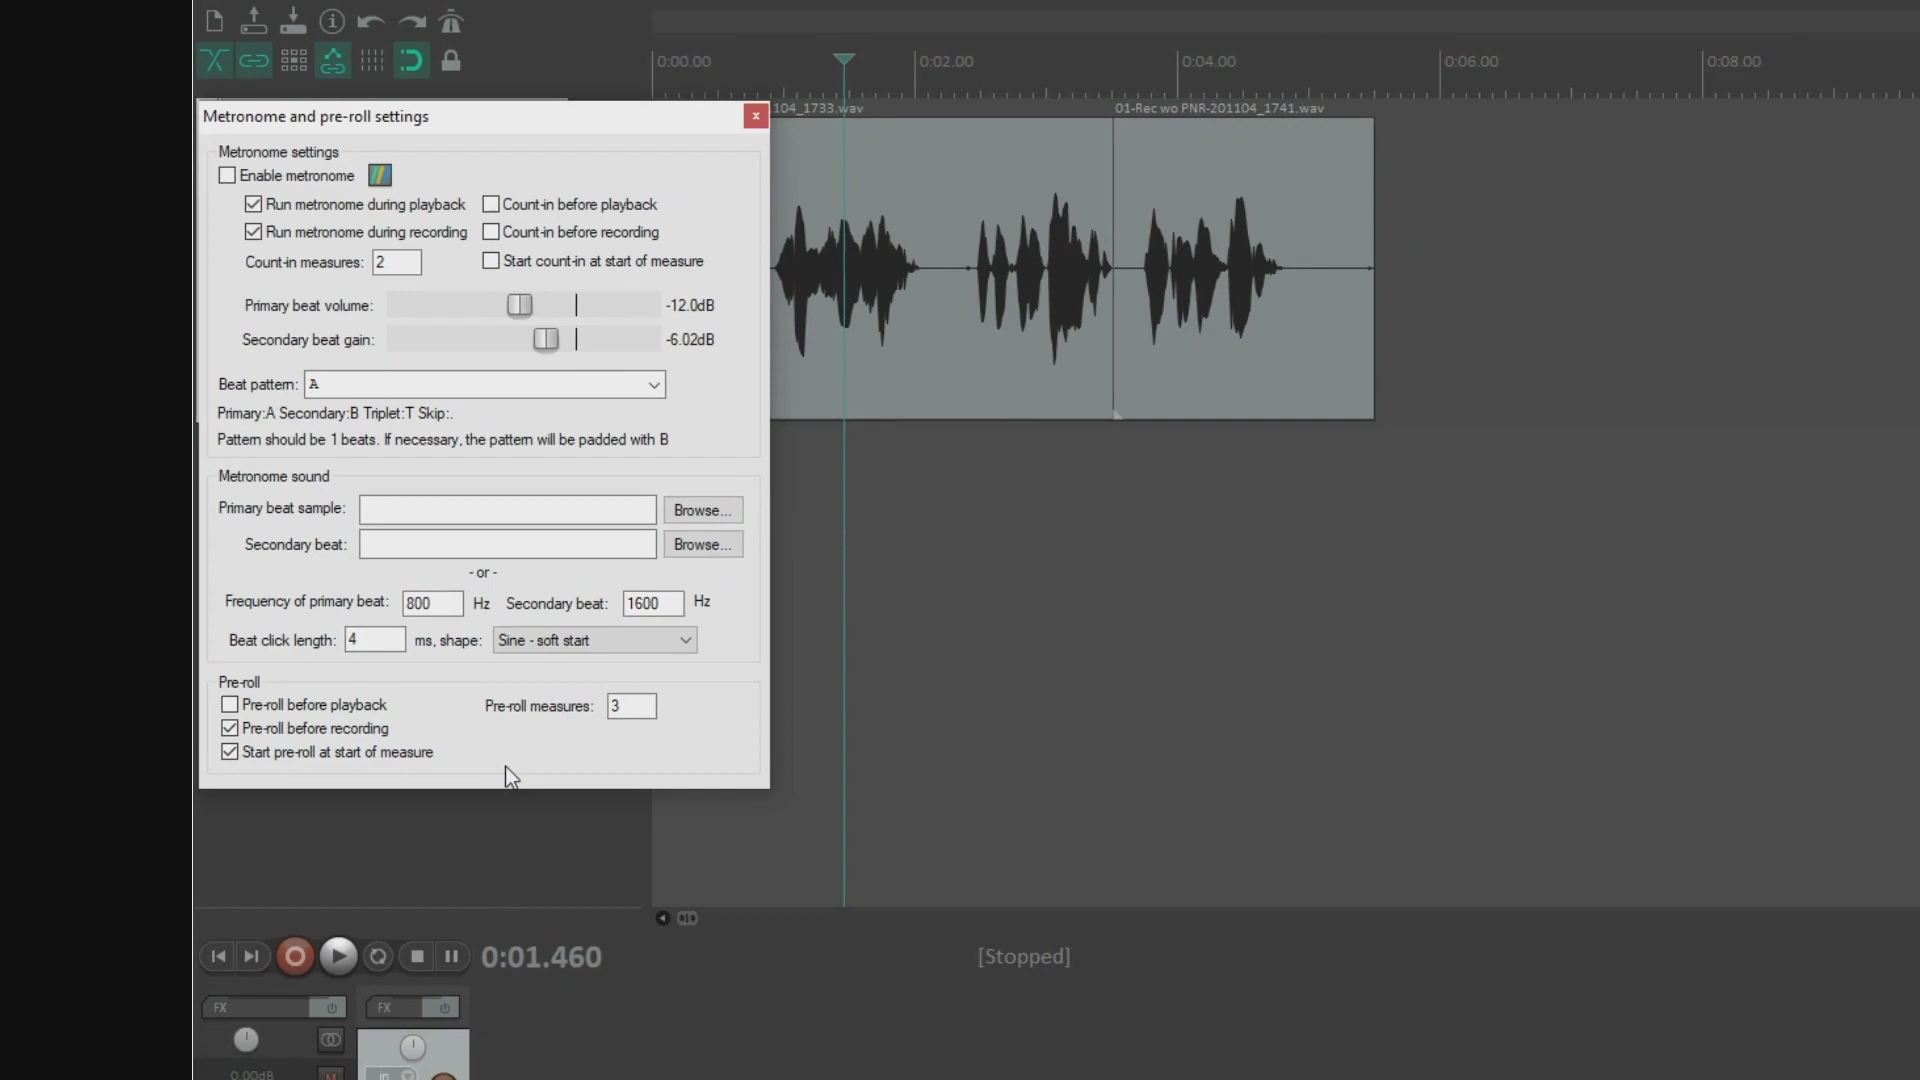 0:00.00
0:02.00
0:04.00
0:06.00
0:08.00
104_1733.wav
01-Rec wo PNR-201104_1741.wav
Metronome and pre-roll settings
x
Metronome settings
Enable metronome
Run metronome during playback
Count-in before playback
Run metronome during recording
Count-in before recording
Count-in measures: 2
Start count-in at start of measure
Primary beat volume: -12.0dB
Secondary beat gain: -6.02dB
Beat pattern: A
Primary:A Secondary:B Triplet:T Skip:.
Pattern should be 1 beats. If necessary, the pattern will be padded with B
Metronome sound
Primary beat sample: Browse...
Secondary beat: Browse...
- or -
Frequency of primary beat: 800 Hz Secondary beat: 1600 Hz
Beat click length: 4 ms, shape: Sine - soft start
Pre-roll
Pre-roll before playback
Pre-roll measures: 3
Pre-roll before recording
Start pre-roll at start of measure
0:01.460
[Stopped]
FX
FX
0.00dB
M
in